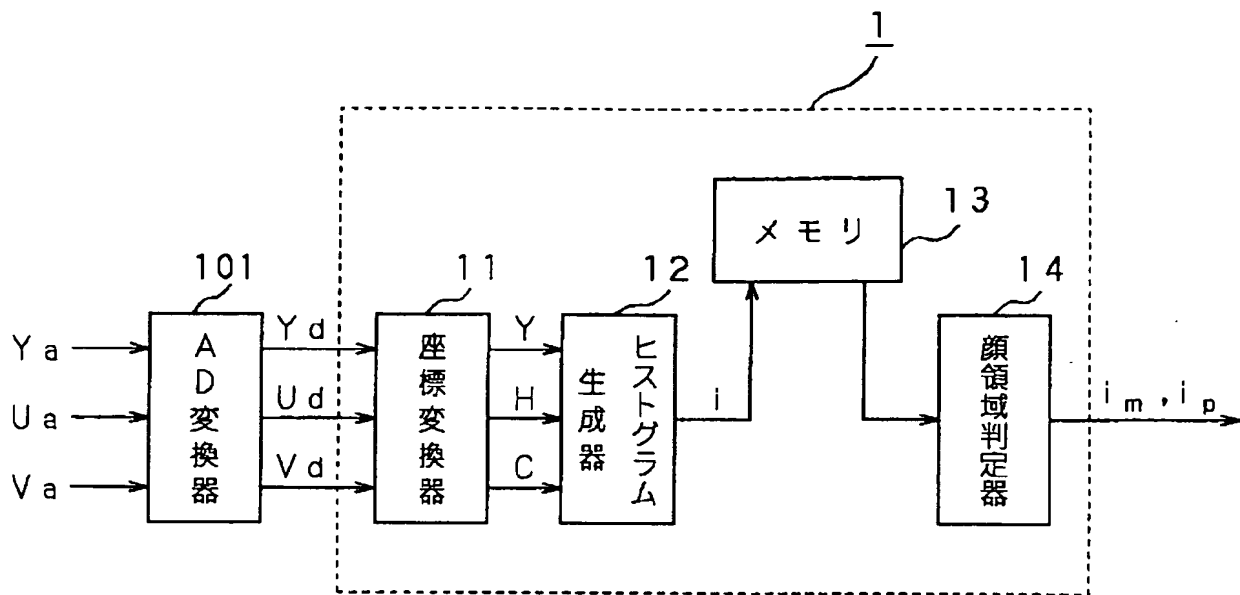 1
メモリ
13
101
11
12
14
Ya
Ua
Va
AD変換器
Yd
Ud
Vd
座標変換器
Y
H
C
ヒストグラム
生成器
i
顔領域判定器
im,ip